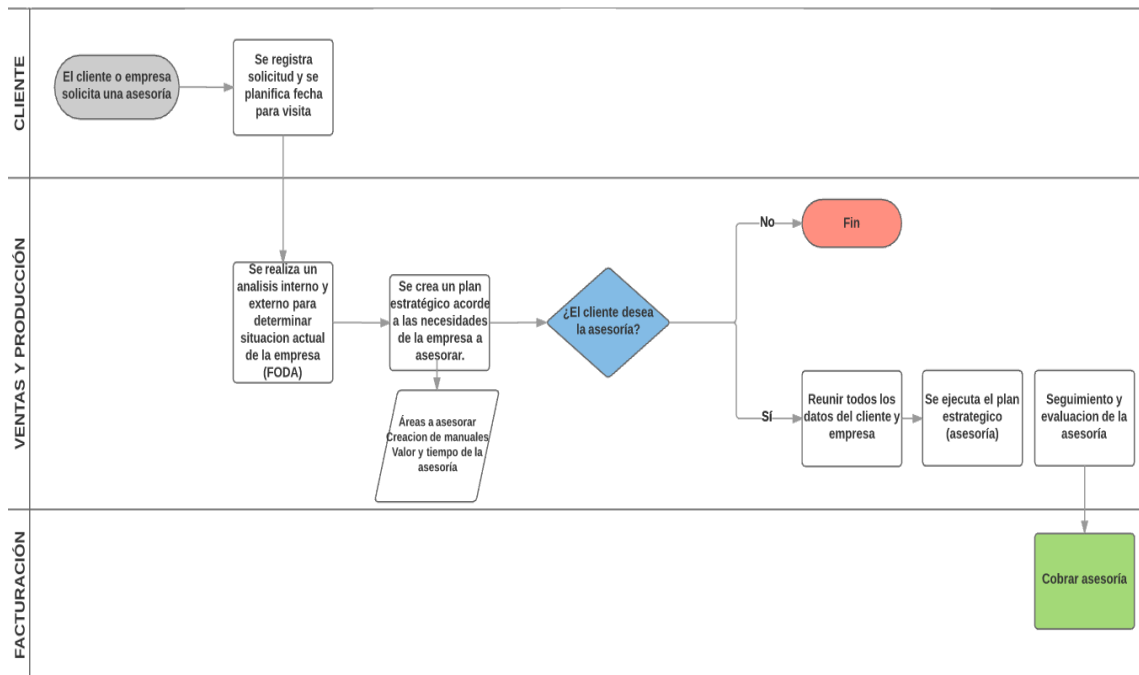 CLIENTE
El cliente o empresa
solicita una asesoría
Se registra
solicitud y se
planifica fecha
para visita
VENTAS Y PRODUCCIÓN
Se realiza un
analisis interno y
externo para
determinar
situacion actual
de la empresa
(FODA)
Se crea un plan
estratégico acorde
a las necesidades
de la empresa a
asesorar.
Áreas a asesorar
Creacion de manuales
Valor y tiempo de la
asesoría
¿El cliente desea
la asesoría?
No
Fin
Sí
Reunir todos los
datos del cliente y
empresa
Se ejecuta el plan
estrategico
(asesoría)
Seguimiento y
evaluacion de la
asesoría
FACTURACIÓN
Cobrar asesoría